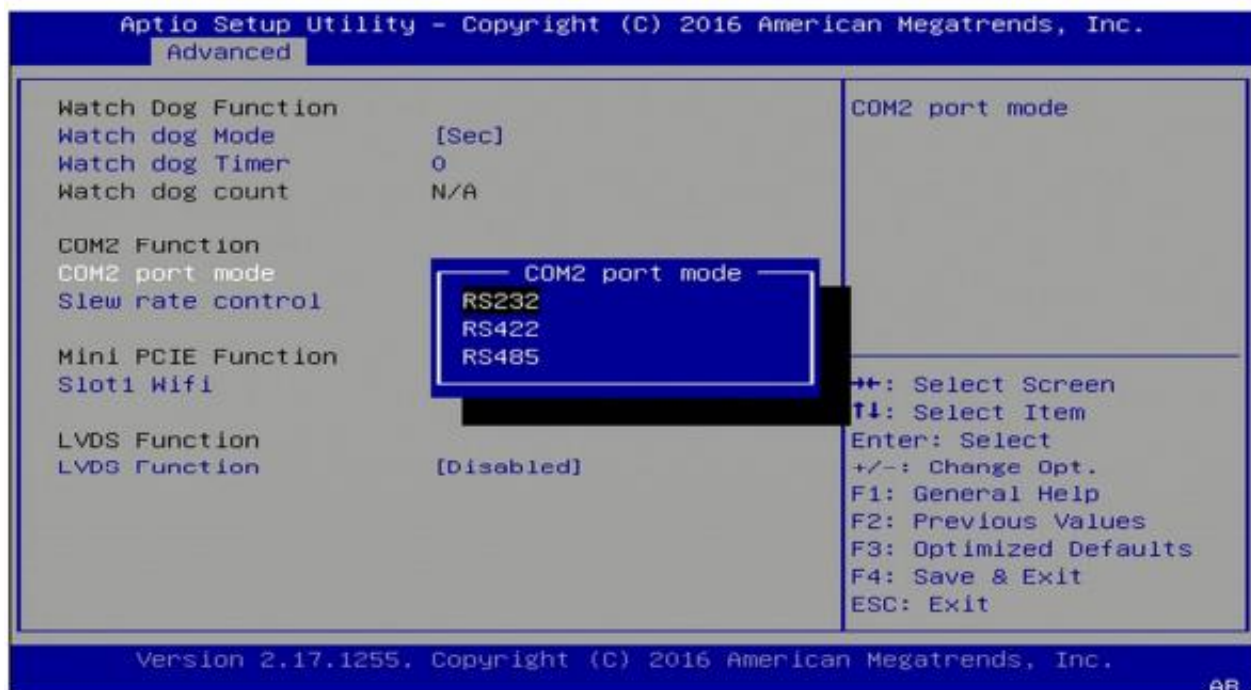 Aptio Setup Utility – Copyright (C) 2016 American Megatrends, Inc.
Advanced
Watch Dog Function
Watch dog Mode [Sec]
Watch dog Timer 0
Watch dog count N/A
COM2 Function
COM2 port mode
Slew rate control
Mini PCIE Function
Slot1 Wifi
LVDS Function
LVDS Function [Disabled]
COM2 port mode
RS232
RS422
RS485
COM2 port mode
→←: Select Screen
↑↓: Select Item
Enter: Select
+/-: Change Opt.
F1: General Help
F2: Previous Values
F3: Optimized Defaults
F4: Save & Exit
ESC: Exit
Version 2.17.1255. Copyright (C) 2016 American Megatrends, Inc.
AB